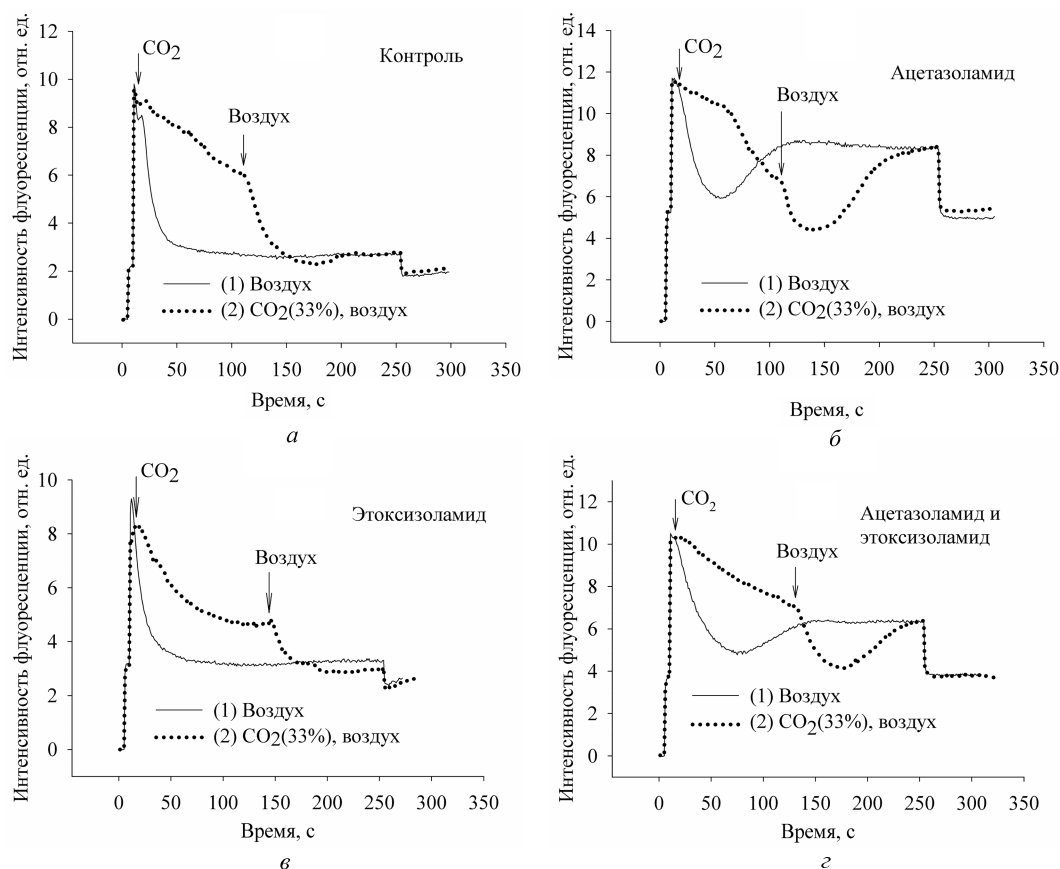 Интенсивность флуоресценции, отн. ед.
12
10
8
6
4
2
0
CO2
Контроль
Воздух
(1) Воздух
(2) CO2(33%), воздух
0 50 100 150 200 250 300 350
Время, с
а
Интенсивность флуоресценции, отн. ед.
14
12
10
8
6
4
2
0
CO2
Ацетазоламид
Воздух
(1) Воздух
(2) CO2(33%), воздух
0 50 100 150 200 250 300 350
Время, с
б
Интенсивность флуоресценции, отн. ед.
10
8
6
4
2
0
CO2
Этоксизоламид
Воздух
(1) Воздух
(2) CO2(33%), воздух
0 50 100 150 200 250 300 350
Время, с
в
Интенсивность флуоресценции, отн. ед.
12
10
8
6
4
2
0
CO2
Ацетазоламид и
этоксизоламид
Воздух
(1) Воздух
(2) CO2(33%), воздух
0 50 100 150 200 250 300 350
Время, с
г